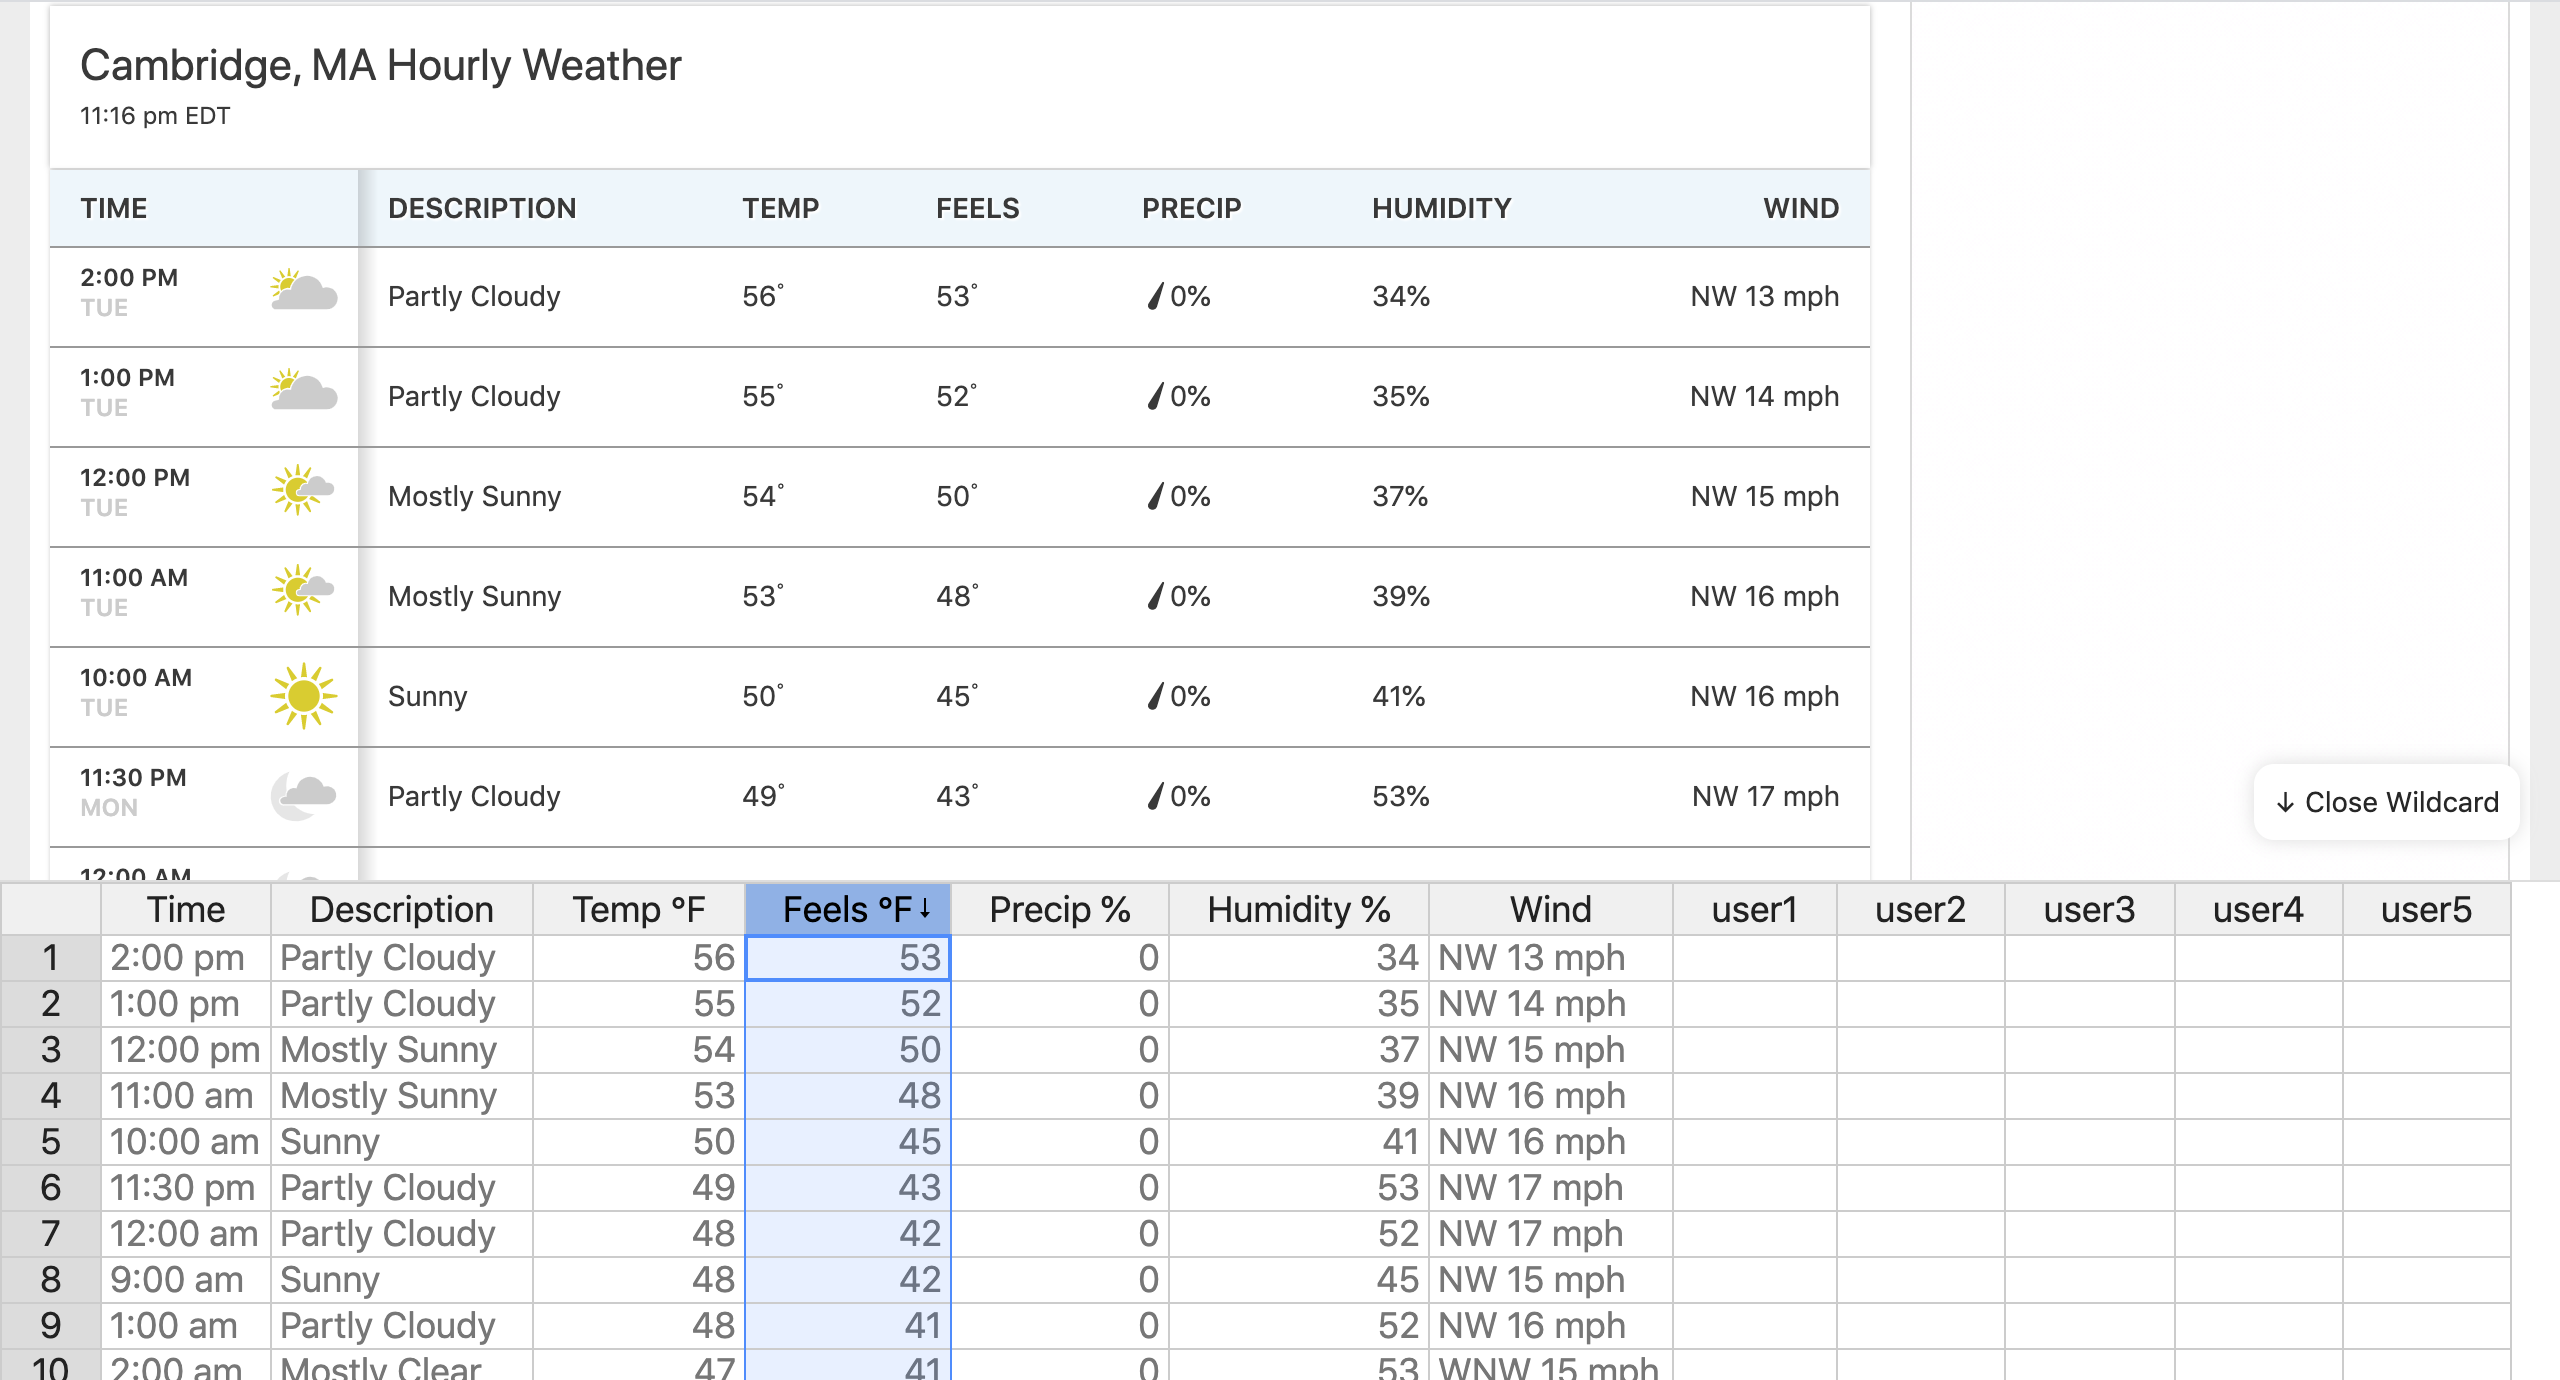 Cambridge, MA Hourly Weather
11:16 pm EDT
TIME DESCRIPTION TEMP FEELS PRECIP HUMIDITY WIND
2:00 PM
TUE
Partly Cloudy 56° 53° 0% 34% NW 13 mph
1:00 PM
TUE
Partly Cloudy 55° 52° 0% 35% NW 14 mph
12:00 PM
TUE
Mostly Sunny 54° 50° 0% 37% NW 15 mph
11:00 AM
TUE
Mostly Sunny 53° 48° 0% 39% NW 16 mph
10:00 AM
TUE
Sunny 50° 45° 0% 41% NW 16 mph
11:30 PM
MON
Partly Cloudy 49° 43° 0% 53% NW 17 mph
↓ Close Wildcard
12:00 AM
Time Description Temp °F Feels °F↓ Precip % Humidity % Wind user1 user2 user3 user4 user5
1 2:00 pm Partly Cloudy 56 53 0 34 NW 13 mph
2 1:00 pm Partly Cloudy 55 52 0 35 NW 14 mph
3 12:00 pm Mostly Sunny 54 50 0 37 NW 15 mph
4 11:00 am Mostly Sunny 53 48 0 39 NW 16 mph
5 10:00 am Sunny 50 45 0 41 NW 16 mph
6 11:30 pm Partly Cloudy 49 43 0 53 NW 17 mph
7 12:00 am Partly Cloudy 48 42 0 52 NW 17 mph
8 9:00 am Sunny 48 42 0 45 NW 15 mph
9 1:00 am Partly Cloudy 48 41 0 52 NW 16 mph
10 2:00 am Mostly Clear 47 41 0 53 WNW 15 mph